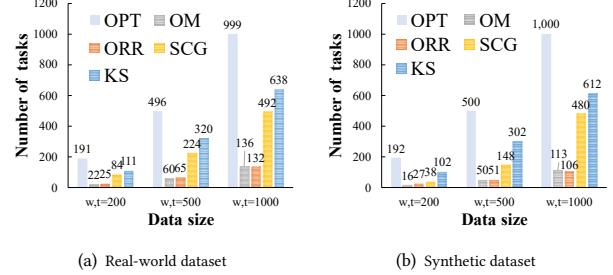 1200
1000
800
600
400
200
0
Number of tasks
OPT OM
ORR SCG
KS
191 22 25 84 111
496 60 65 224 320
999 136 132 492 638
w,t=200 w,t=500 w,t=1000
Data size
(a) Real-world dataset
1200
1000
800
600
400
200
0
Number of tasks
OPT OM
ORR SCG
KS
192 16 27 38 102
500 50 51 148 302
1,000 113 106 480 612
w,t=200 w,t=500 w,t=1000
Data size
(b) Synthetic dataset